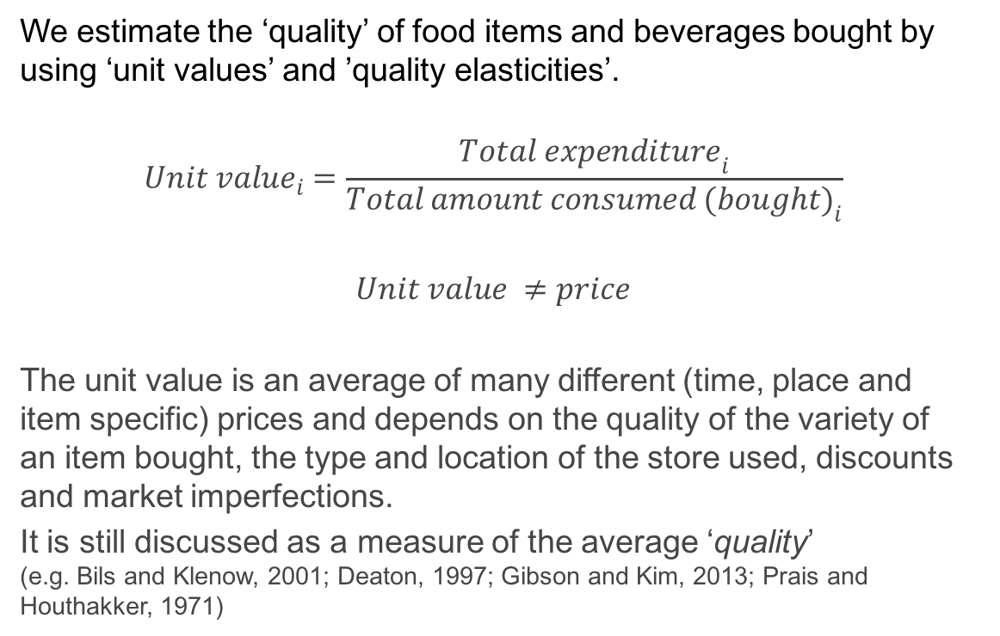 We estimate the ‘quality’ of food items and beverages bought by
using ‘unit values’ and ’quality elasticities’.
Unit value_i = Total expenditure_i / Total amount consumed (bought)_i
Unit value ≠ price
The unit value is an average of many different (time, place and
item specific) prices and depends on the quality of the variety of
an item bought, the type and location of the store used, discounts
and market imperfections.
It is still discussed as a measure of the average ‘quality’
(e.g. Bils and Klenow, 2001; Deaton, 1997; Gibson and Kim, 2013; Prais and
Houthakker, 1971)